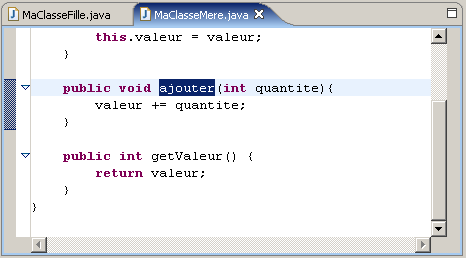 MaClasseFille.java MaClasseMere.java
this.valeur = valeur;
}
public void ajouter(int quantite){
valeur += quantite;
}
public int getValeur() {
return valeur;
}
}